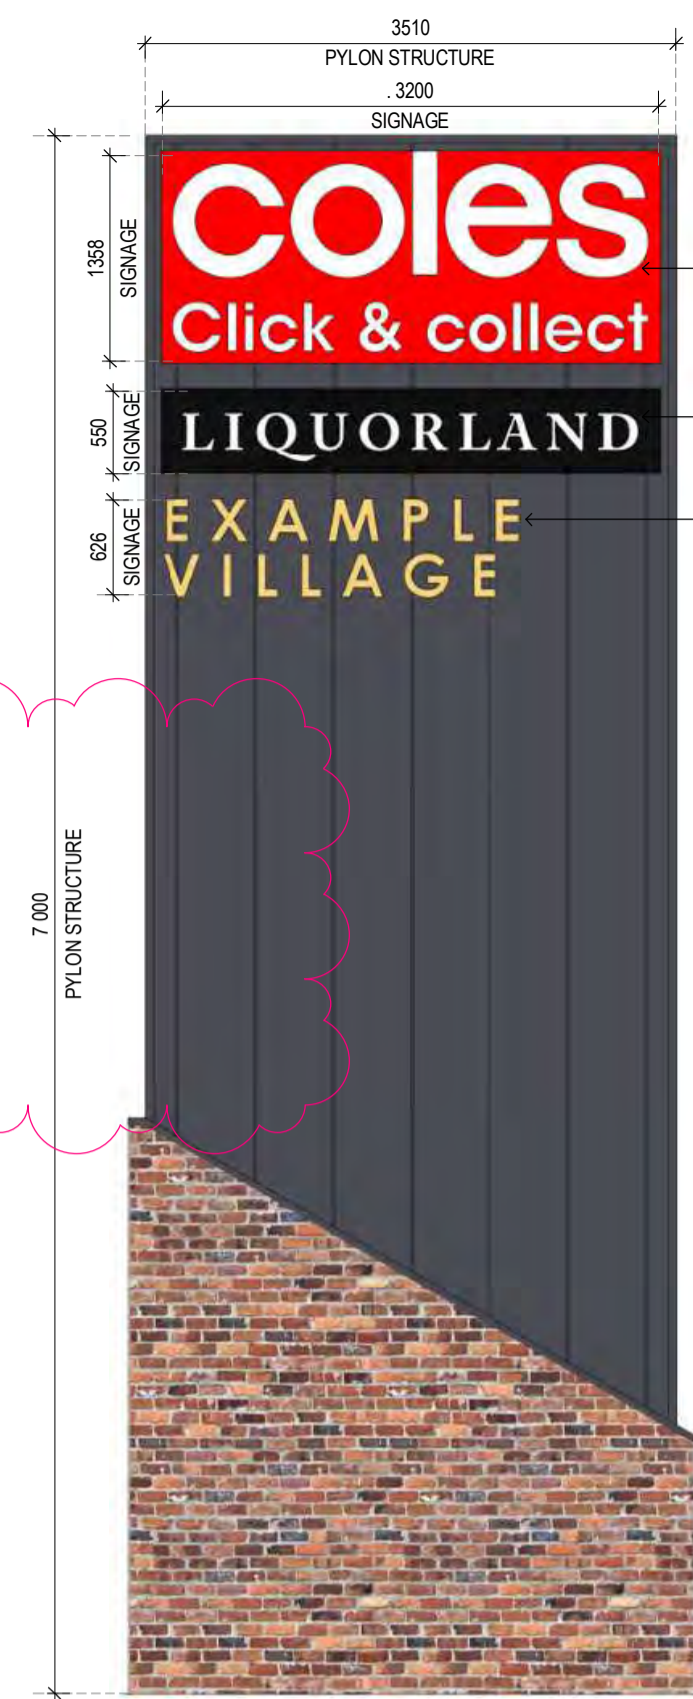 3510
PYLON STRUCTURE
. 3200
SIGNAGE
1358
SIGNAGE
coles
Click & collect
550
SIGNAGE
LIQUORLAND
626
SIGNAGE
EXAMPLE
VILLAGE
7 000
PYLON STRUCTURE